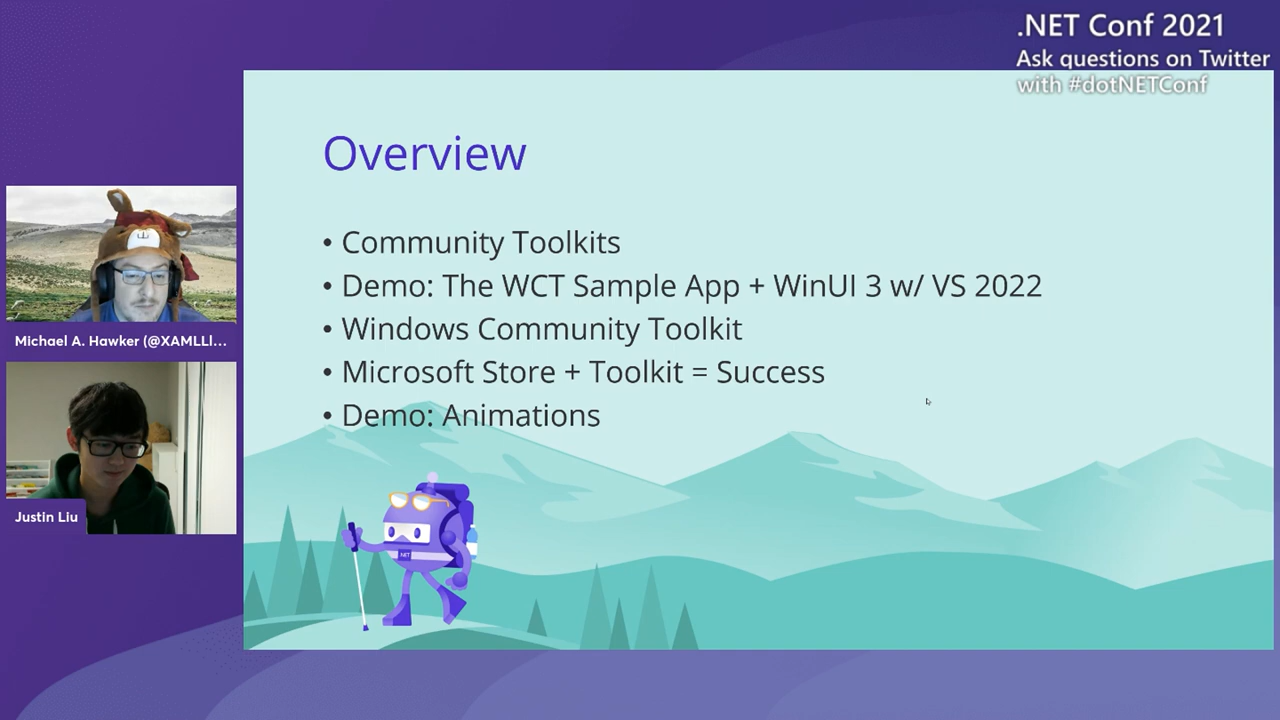 .NET Conf 2021
Ask questions on Twitter
with #dotNETConf
Overview
• Community Toolkits
• Demo: The WCT Sample App + WinUI 3 w/ VS 2022
• Windows Community Toolkit
• Microsoft Store + Toolkit = Success
• Demo: Animations
Michael A. Hawker (@XAMLLl...
Justin Liu
.NET